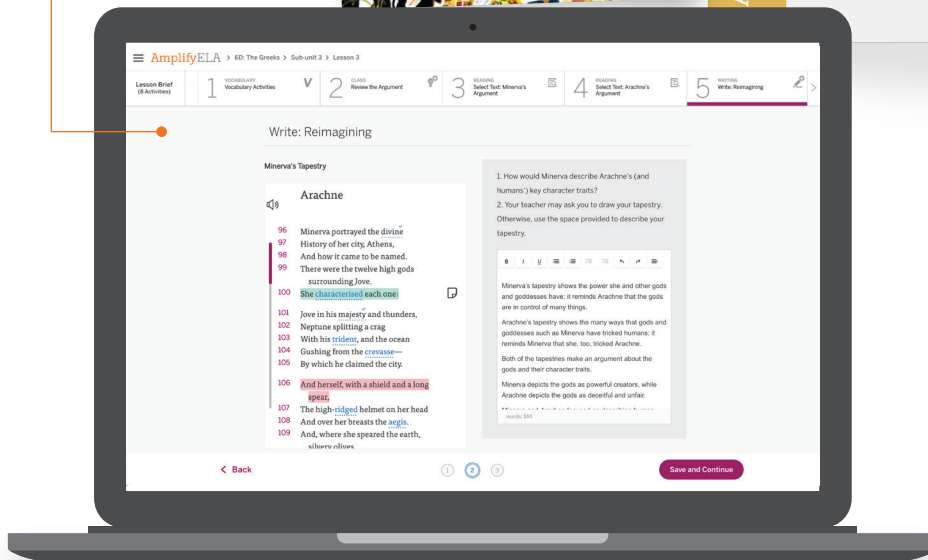 AmplifyELA > 6D: The Greeks > Sub-unit 3 > Lesson 3
Lesson Brief
(8 Activities)
1 VOCABULARY
Vocabulary Activities
2 CLASS
Review the Argument
3 READING
Select Text: Minerva's
Argument
4 READING
Select Text: Arachne's
Argument
5 WRITING
Write: Reimagining
Write: Reimagining
Minerva's Tapestry
Arachne
96 Minerva portrayed the divine
97 History of her city, Athens,
98 And how it came to be named.
99 There were the twelve high gods
surrounding Jove.
100 She characterised each one:
101 Jove in his majesty and thunders,
102 Neptune splitting a crag
103 With his trident, and the ocean
104 Gushing from the crevasse—
105 By which he claimed the city.
106 And herself, with a shield and a long
spear,
107 The high-ridged helmet on her head
108 And over her breasts the aegis.
109 And, where she speared the earth,
silvery olives
1. How would Minerva describe Arachne's (and
humans') key character traits?
2. Your teacher may ask you to draw your tapestry.
Otherwise, use the space provided to describe your
tapestry.
B I U
Minerva's tapestry shows the power she and other gods
and goddesses have; it reminds Arachne that the gods
are in control of many things.
Arachne's tapestry shows the many ways that gods and
goddesses such as Minerva have tricked humans; it
reminds Minerva that she, too, tricked Arachne.
Both of the tapestries make an argument about the
gods and their character traits.
Minerva depicts the gods as powerful creators, while
Arachne depicts the gods as deceitful and unfair.
words: 144
< Back
1 2 3
Save and Continue